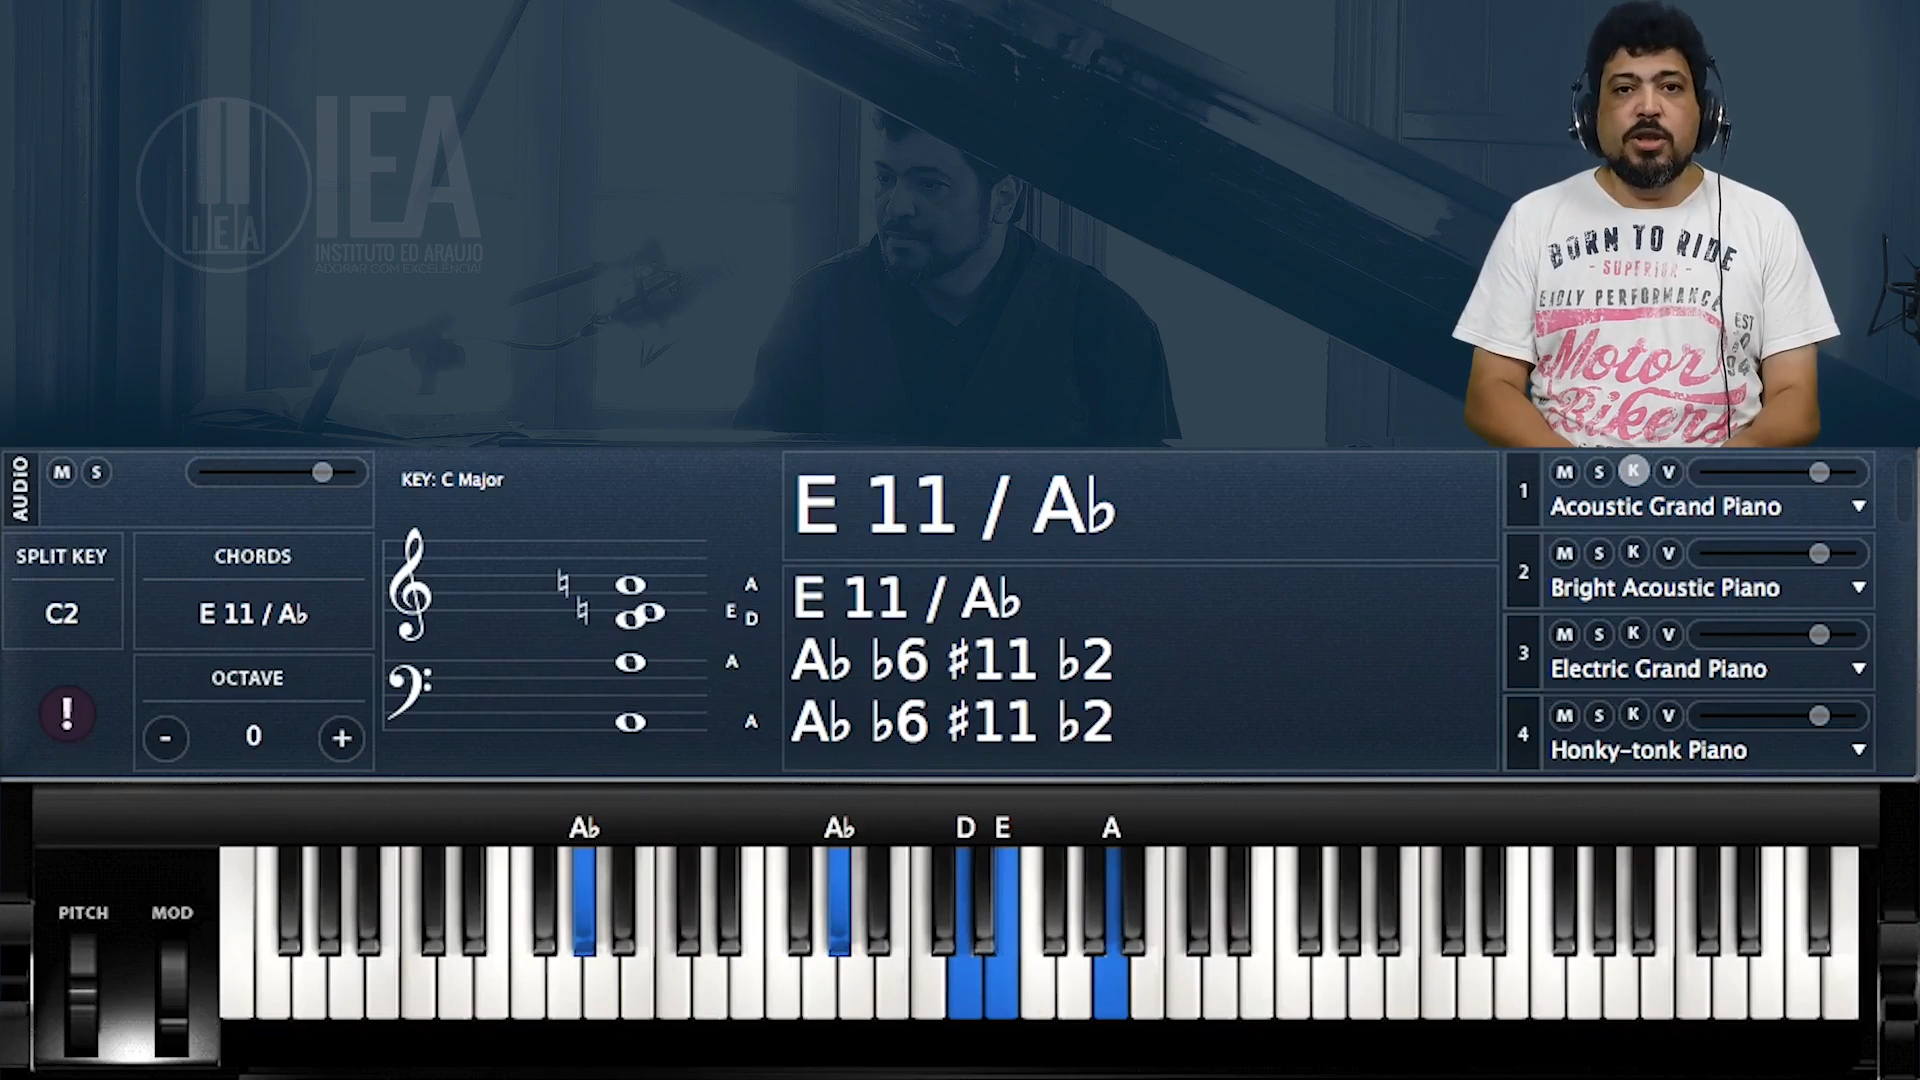 IEA
IEA
INSTITUTO ED ARAUJO
ADORAR COM EXCELENCIA!
BORN TO RIDE
- SUPERIOR -
PERFORMANCE
EST
Motor
Bikers
AUDIO
M S
KEY: C Major
SPLIT KEY
C2
CHORDS
E 11 / A♭
!
OCTAVE
- 0 +
♮
♮
A
E D
A
A
E 11 / A♭
E 11 / A♭
A♭ ♭6 ♯11 ♭2
A♭ ♭6 ♯11 ♭2
1 M S K V
Acoustic Grand Piano
2 M S K V
Bright Acoustic Piano
3 M S K V
Electric Grand Piano
4 M S K V
Honky-tonk Piano
A♭ A♭ D E A
PITCH MOD